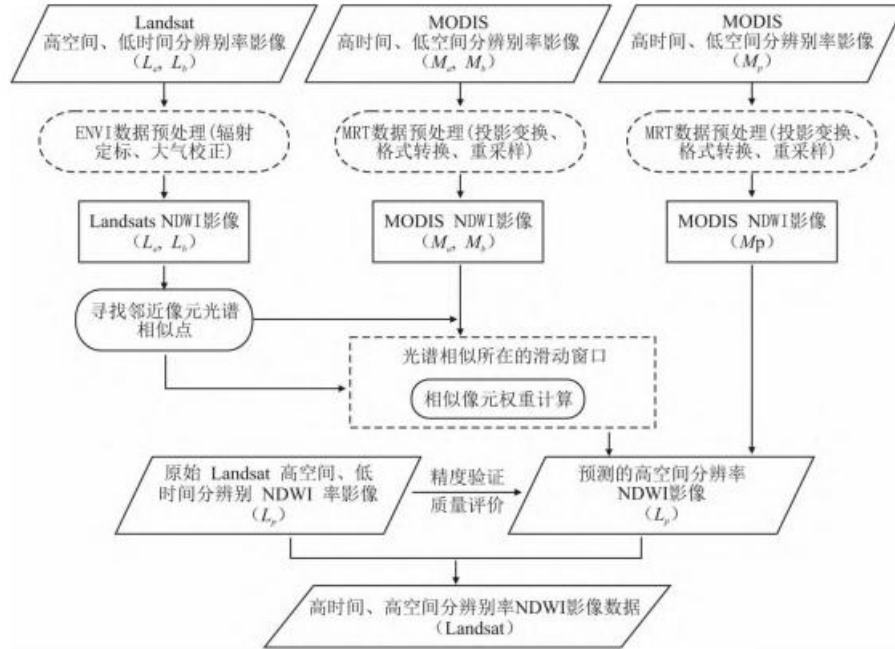 Landsat
高空间、低时间分辨别率影像
(La, Lb)
MODIS
高时间、低空间分辨别率影像
(Ma, Mb)
MODIS
高时间、低空间分辨别率影像
(Mp)
ENVI数据预处理(辐射
定标、大气校正)
MRT数据预处理(投影变换、
格式转换、重采样)
MRT数据预处理(投影变换、
格式转换、重采样)
Landsats NDWI影像
(La, Lb)
MODIS NDWI影像
(Ma, Mb)
MODIS NDWI影像
(Mp)
寻找邻近像元光谱
相似点
光谱相似所在的滑动窗口
相似像元权重计算
原始 Landsat 高空间、低
时间分辨别 NDWI 率影像
(Lp)
精度验证
质量评价
预测的高空间分辨率
NDWI影像
(Lp)
高时间、高空间分辨别率NDWI影像数据
(Landsat)